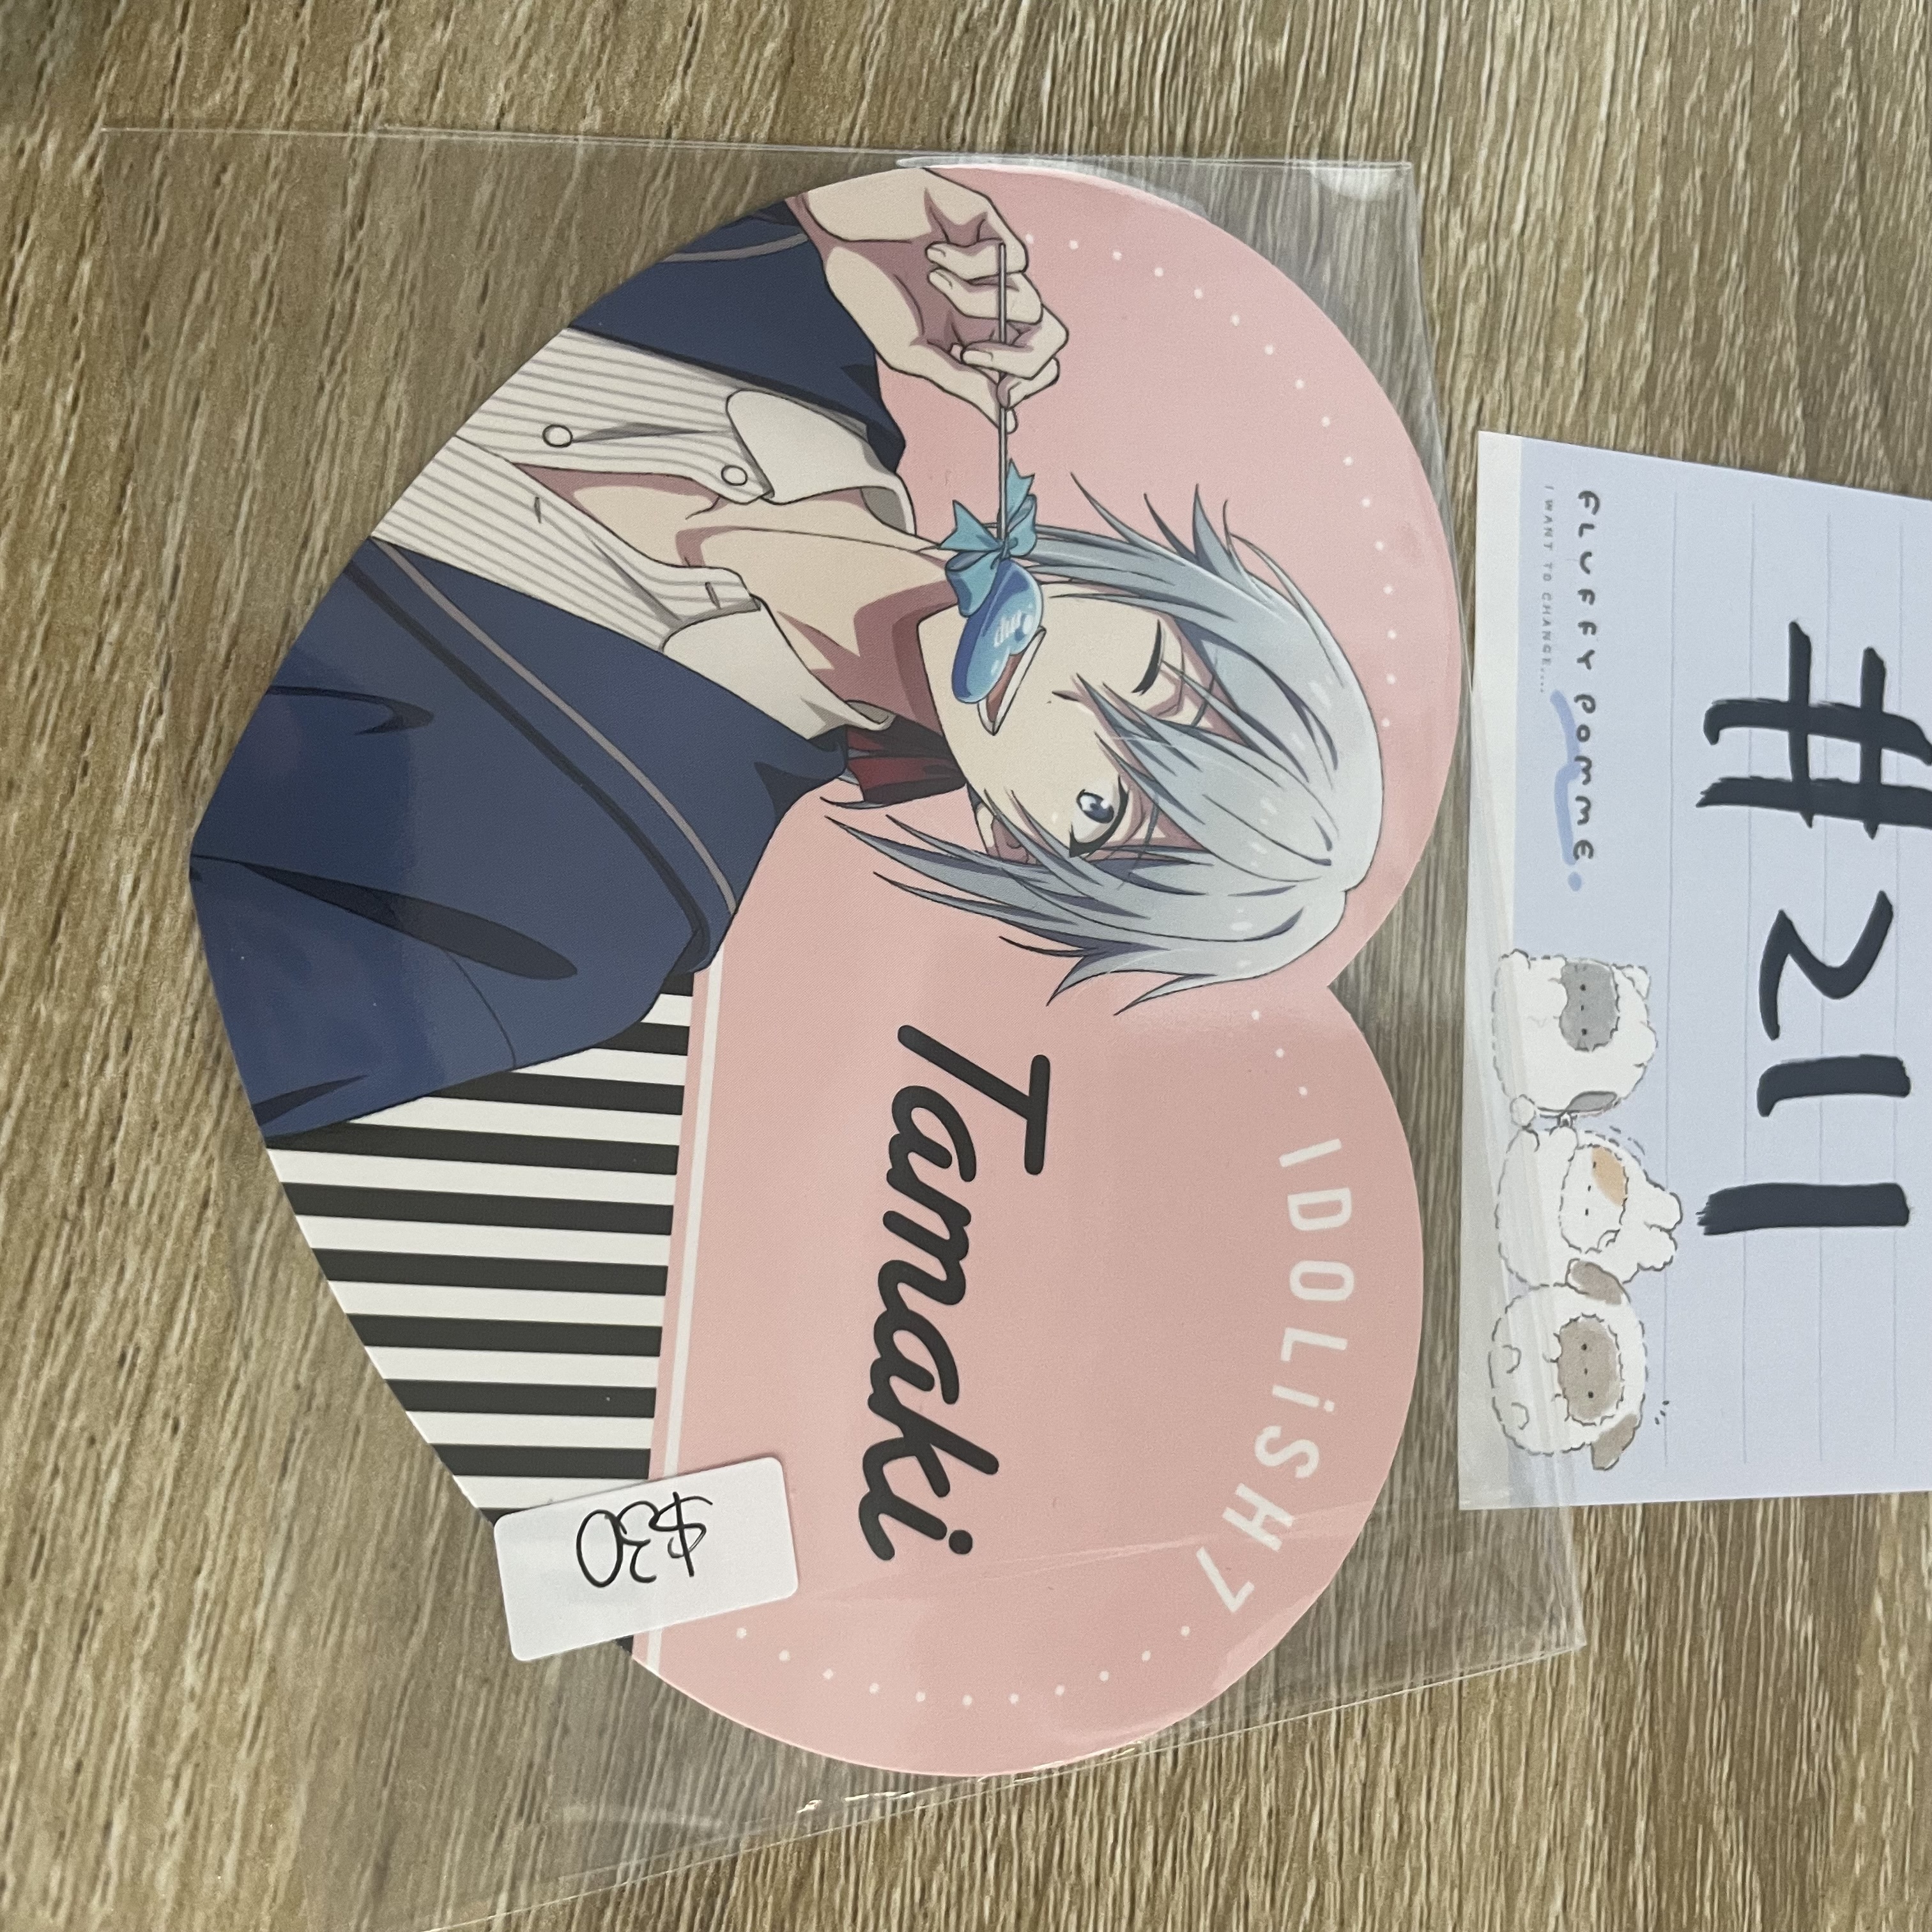 #211
FLUFFY POMME
I WANT TO CHANGE....
IDOLiSH7
Tamaki
$30